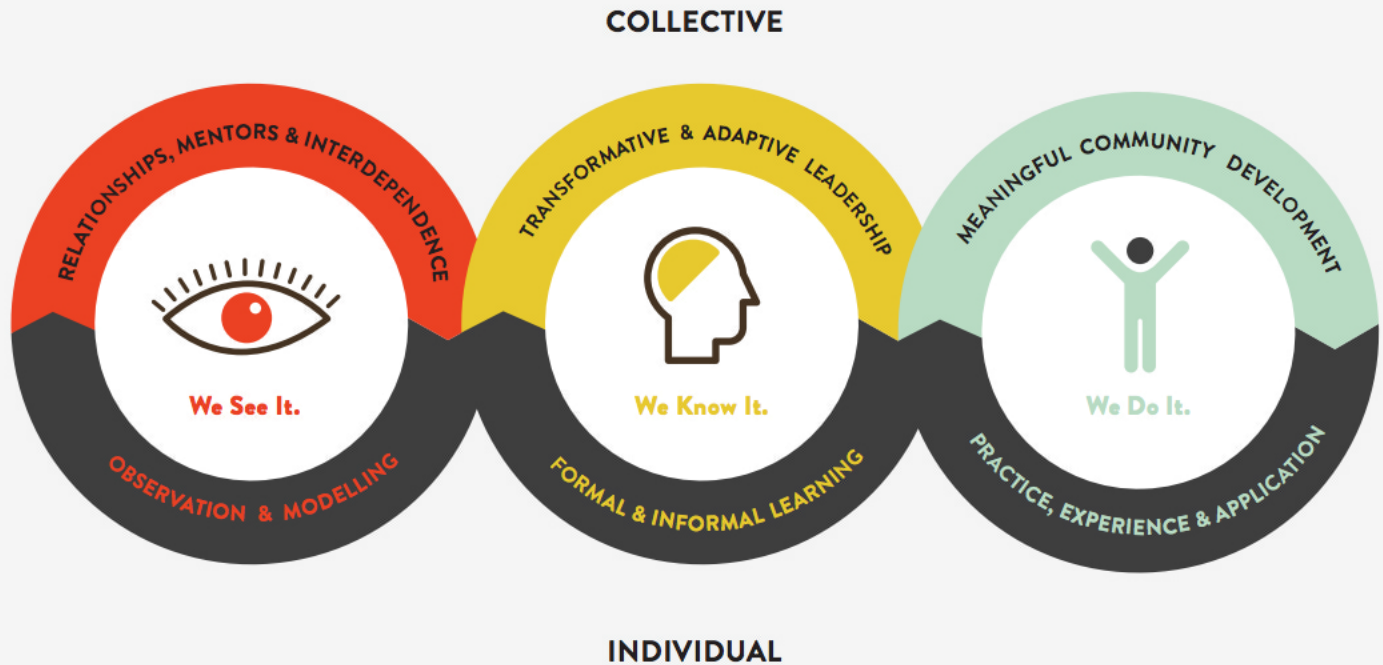 COLLECTIVE
RELATIONSHIPS, MENTORS & INTERDEPENDENCE
We See It.
OBSERVATION & MODELLING
TRANSFORMATIVE & ADAPTIVE LEADERSHIP
We Know It.
FORMAL & INFORMAL LEARNING
MEANINGFUL COMMUNITY DEVELOPMENT
We Do It.
PRACTICE, EXPERIENCE & APPLICATION
INDIVIDUAL